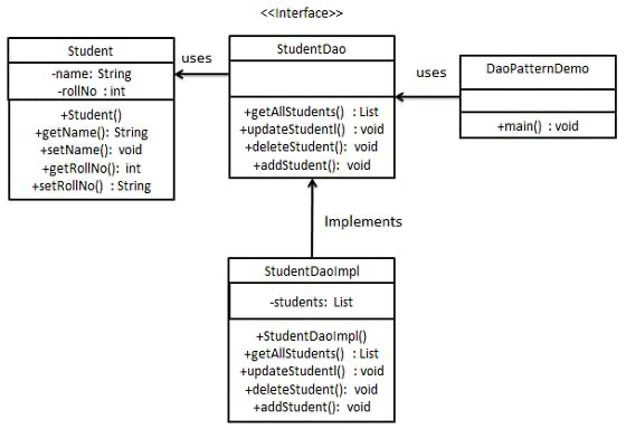 <<Interface>>
Student
-name: String
-rollNo : int
+Student()
+getName(): String
+setName(): void
+getRollNo(): int
+setRollNo() : String
uses
StudentDao
+getAllStudents() : List
+updateStudentl() : void
+deleteStudent(): void
+addStudent(): void
uses
DaoPatternDemo
+main() : void
Implements
StudentDaoImpl
-students: List
+StudentDaoImpl()
+getAllStudents() : List
+updateStudentl() : void
+deleteStudent(): void
+addStudent(): void